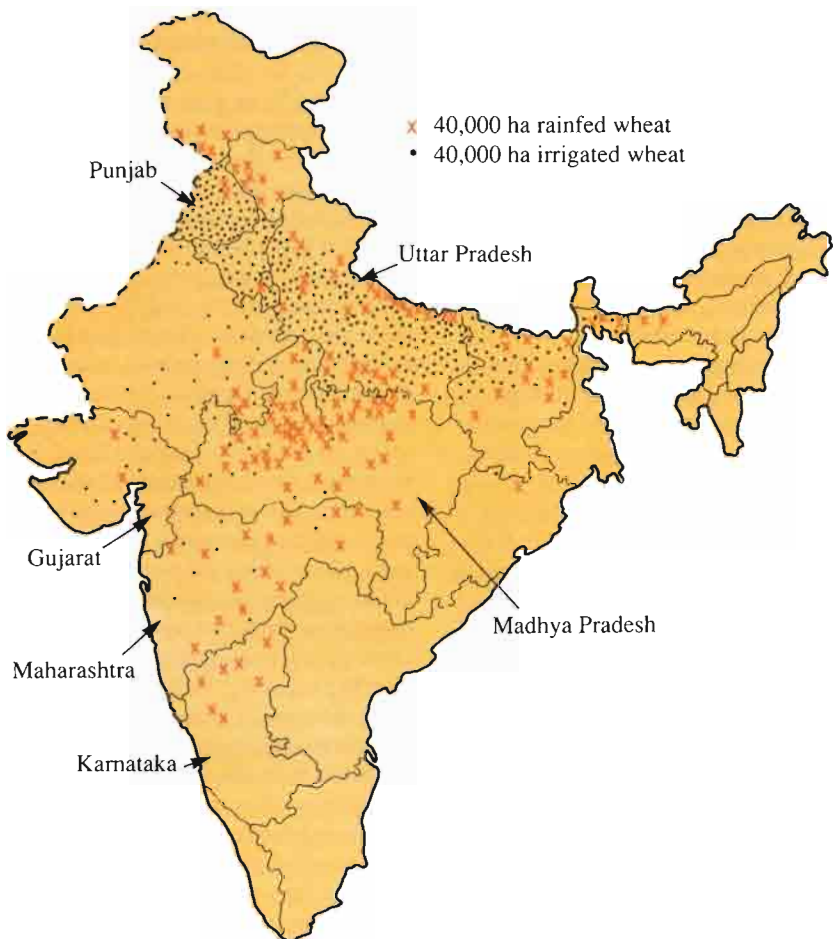 x 40,000 ha rainfed wheat
• 40,000 ha irrigated wheat
Punjab
Uttar Pradesh
Gujarat
Madhya Pradesh
Maharashtra
Karnataka